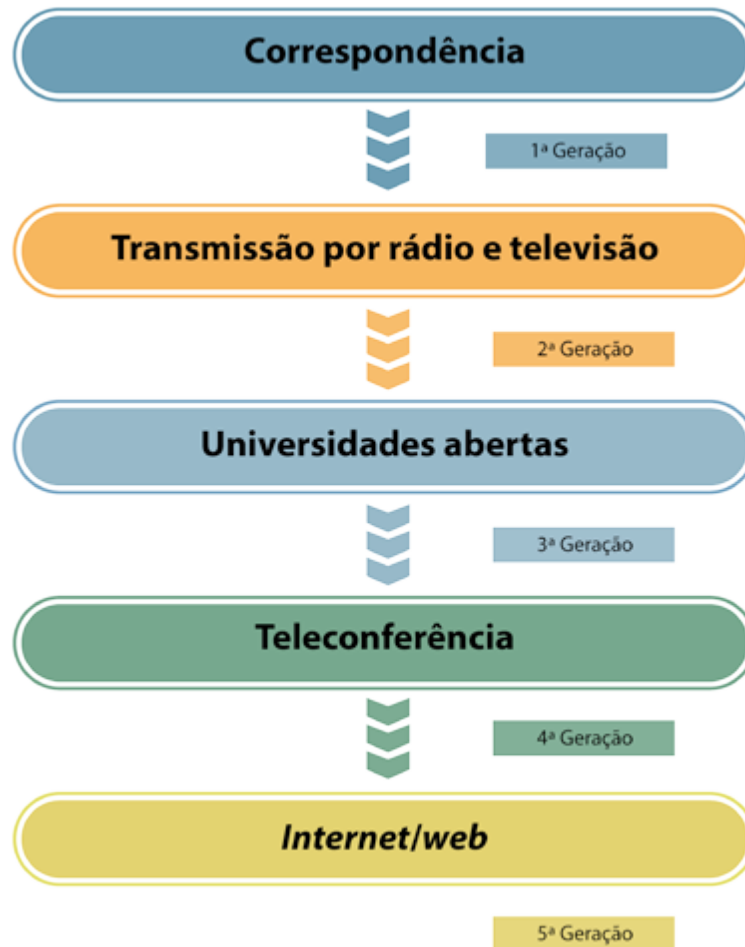 Correspondência
1ª Geração
Transmissão por rádio e televisão
2ª Geração
Universidades abertas
3ª Geração
Teleconferência
4ª Geração
Internet/web
5ª Geração